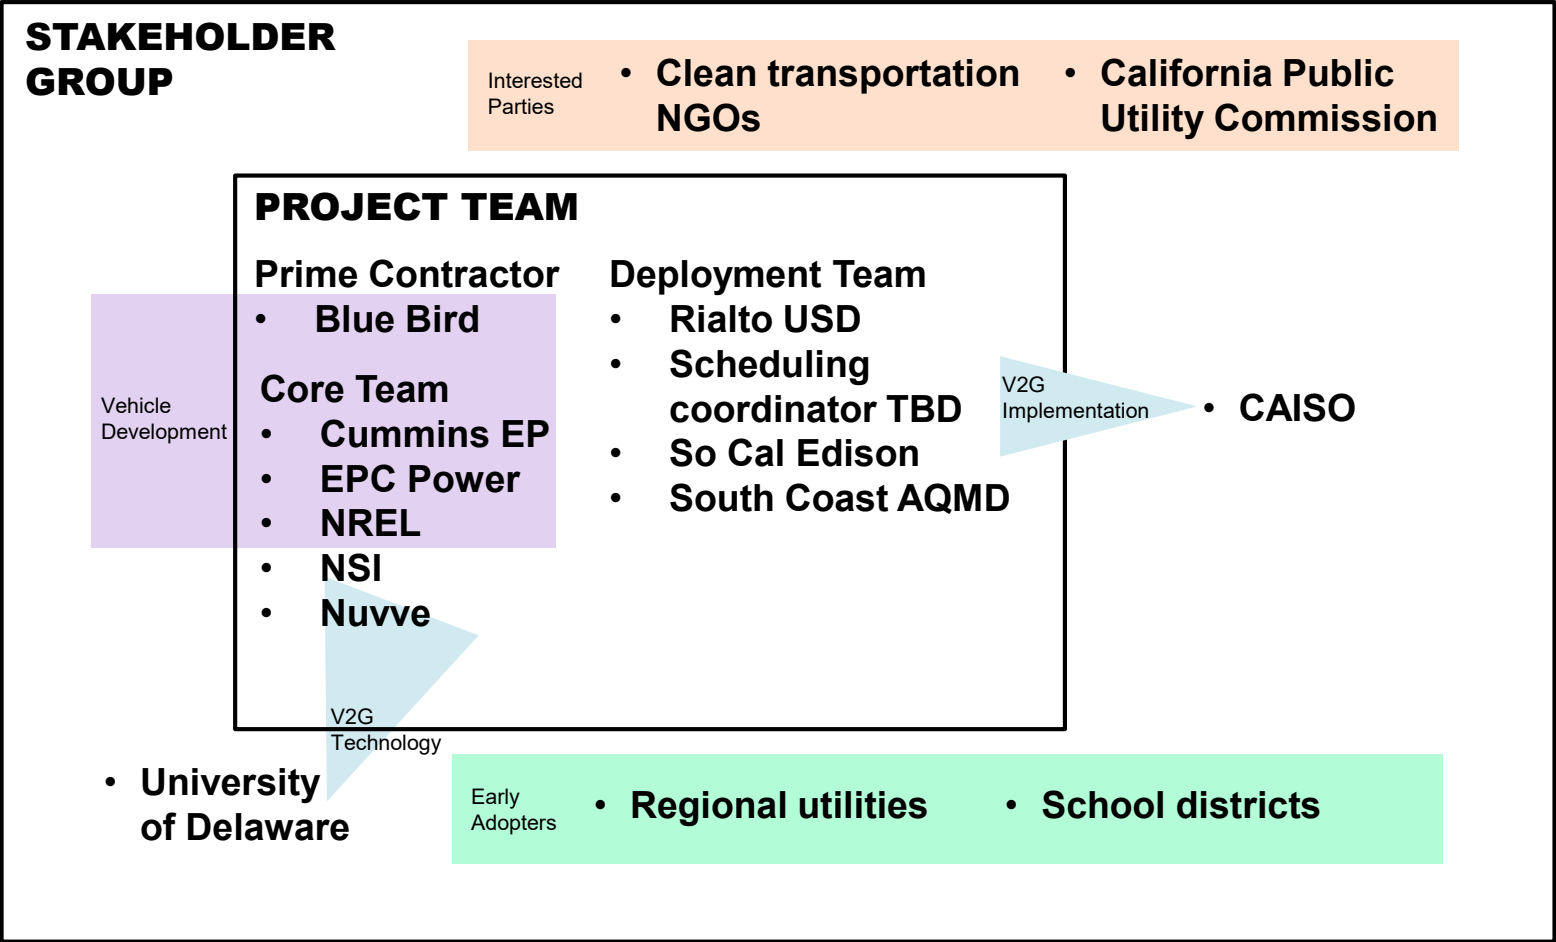 STAKEHOLDER
GROUP
Interested
Parties
• Clean transportation
NGOs
• California Public
Utility Commission
PROJECT TEAM
Prime Contractor
• Blue Bird
Vehicle
Development
Core Team
• Cummins EP
• EPC Power
• NREL
• NSI
• Nuvve
Deployment Team
• Rialto USD
• Scheduling
coordinator TBD
• So Cal Edison
• South Coast AQMD
V2G
Implementation
• CAISO
V2G
Technology
• University
of Delaware
Early
Adopters
• Regional utilities
• School districts